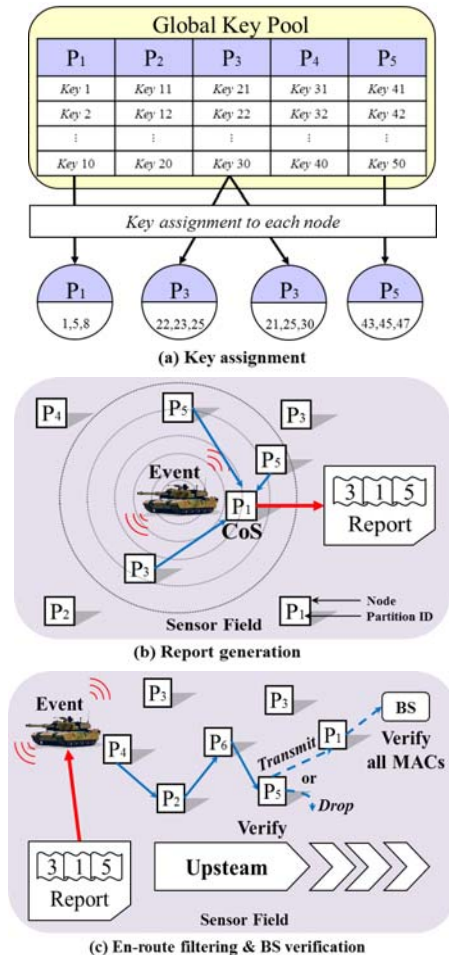 Global Key Pool
P1 P2 P3 P4 P5
Key 1 Key 11 Key 21 Key 31 Key 41
Key 2 Key 12 Key 22 Key 32 Key 42
⋮ ⋮ ⋮ ⋮ ⋮
Key 10 Key 20 Key 30 Key 40 Key 50
Key assignment to each node
P1 P3 P3 P5
1,5,8 22,23,25 21,25,30 43,45,47
(a) Key assignment
P4 P5 P3
Event P5
3 1 5
P1
Report
CoS
P3
P2 P1 Node
Partition ID
Sensor Field
(b) Report generation
Event P3 P3
BS
P4 P6 Transmit P1
Verify
all MACs
or
P2 P5 Drop
Verify
3 1 5
Report
Upsteam
Sensor Field
(c) En-route filtering & BS verification